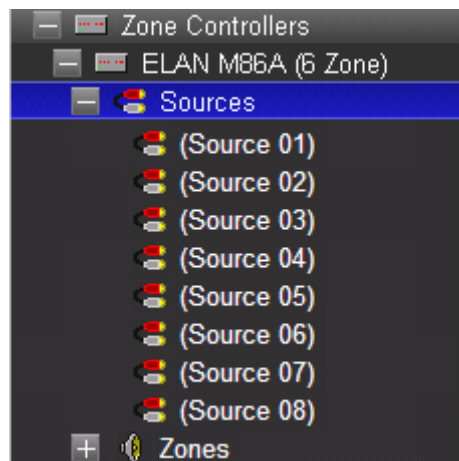 Zone Controllers
ELAN M86A (6 Zone)
Sources
(Source 01)
(Source 02)
(Source 03)
(Source 04)
(Source 05)
(Source 06)
(Source 07)
(Source 08)
Zones